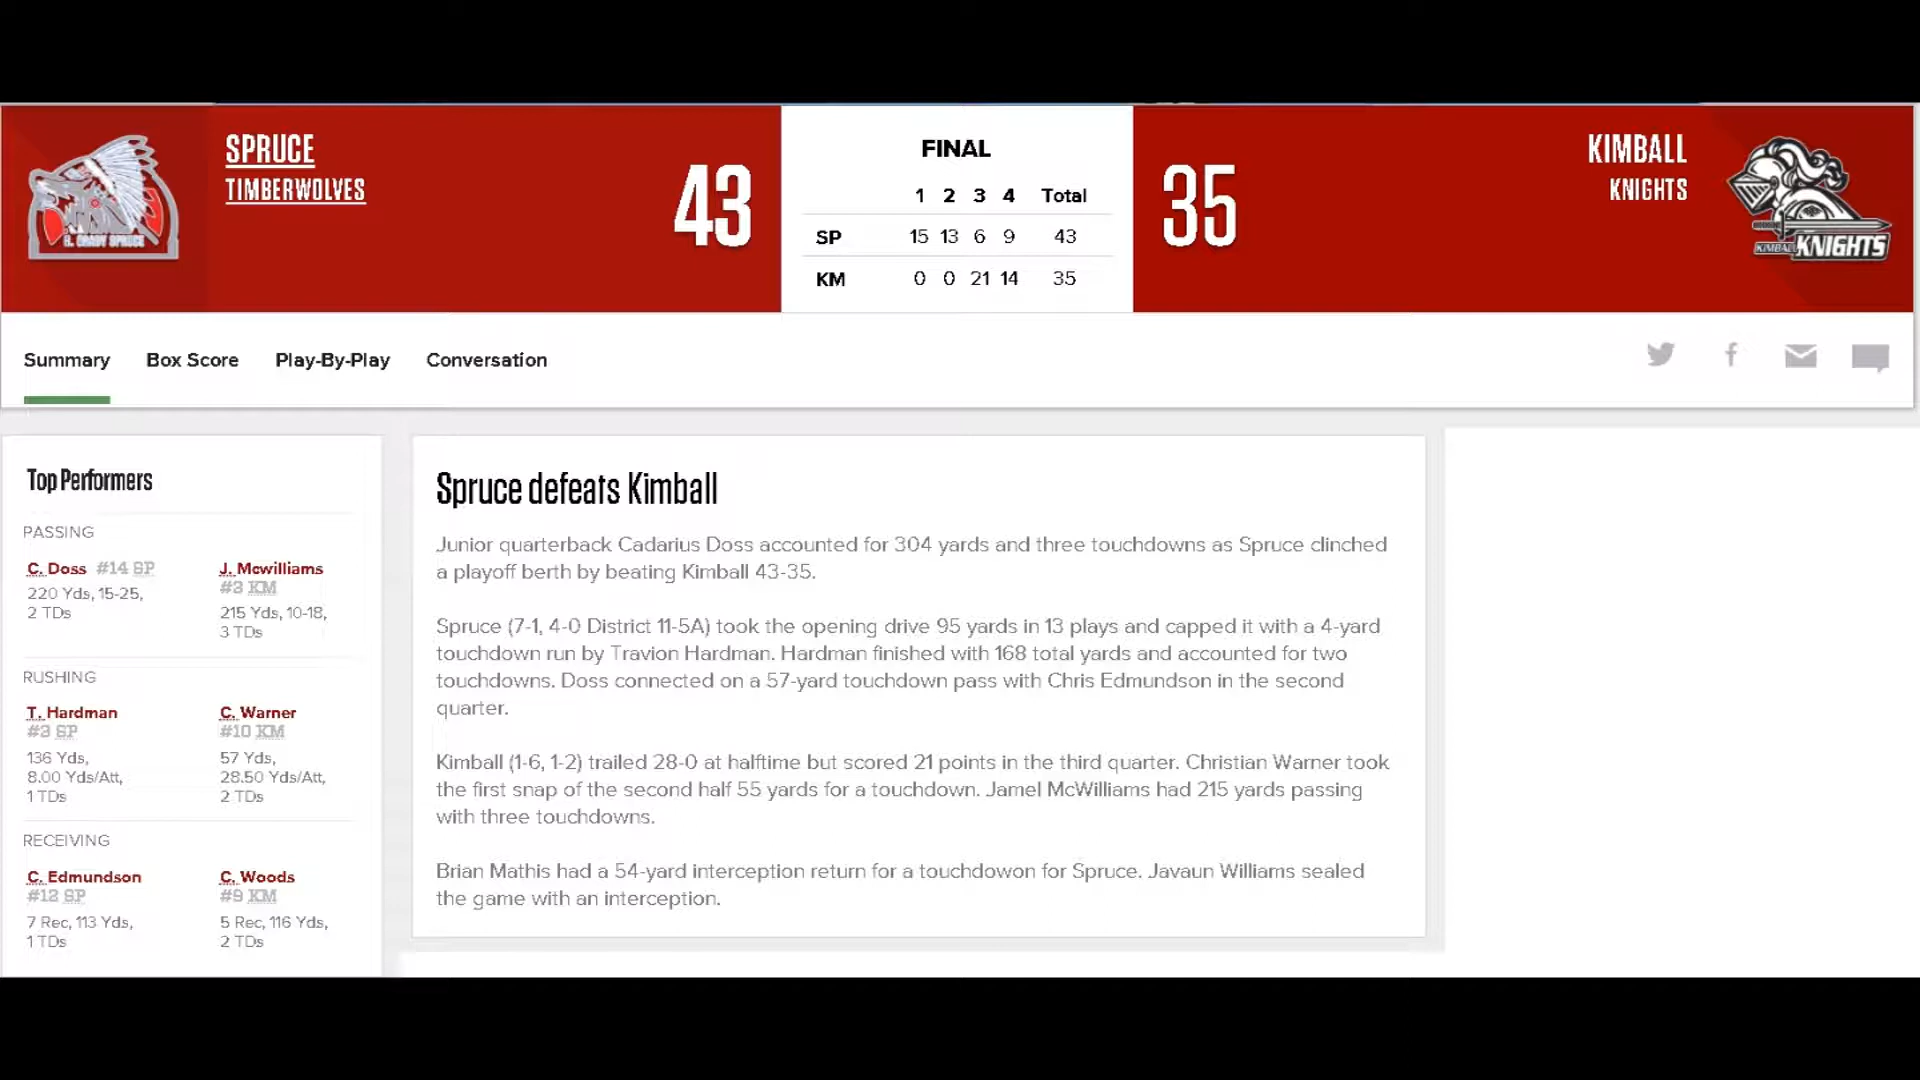 SPRUCE
TIMBERWOLVES
43
FINAL
1 2 3 4 Total
SP 15 13 6 9 43
KM 0 0 21 14 35
35
KIMBALL
KNIGHTS
KIMBALL KNIGHTS
Summary Box Score Play-By-Play Conversation
Top Performers
PASSING
C. Doss #14 SP
220 Yds, 15-25,
2 TDs
J. Mcwilliams
#3 KM
215 Yds, 10-18,
3 TDs
RUSHING
T. Hardman
#3 SP
136 Yds,
8.00 Yds/Att,
1 TDs
C. Warner
#10 KM
57 Yds,
28.50 Yds/Att,
2 TDs
RECEIVING
C. Edmundson
#12 SP
7 Rec, 113 Yds,
1 TDs
C. Woods
#9 KM
5 Rec, 116 Yds,
2 TDs
Spruce defeats Kimball
Junior quarterback Cadarius Doss accounted for 304 yards and three touchdowns as Spruce clinched
a playoff berth by beating Kimball 43-35.
Spruce (7-1, 4-0 District 11-5A) took the opening drive 95 yards in 13 plays and capped it with a 4-yard
touchdown run by Travion Hardman. Hardman finished with 168 total yards and accounted for two
touchdowns. Doss connected on a 57-yard touchdown pass with Chris Edmundson in the second
quarter.
Kimball (1-6, 1-2) trailed 28-0 at halftime but scored 21 points in the third quarter. Christian Warner took
the first snap of the second half 55 yards for a touchdown. Jamel McWilliams had 215 yards passing
with three touchdowns.
Brian Mathis had a 54-yard interception return for a touchdowon for Spruce. Javaun Williams sealed
the game with an interception.